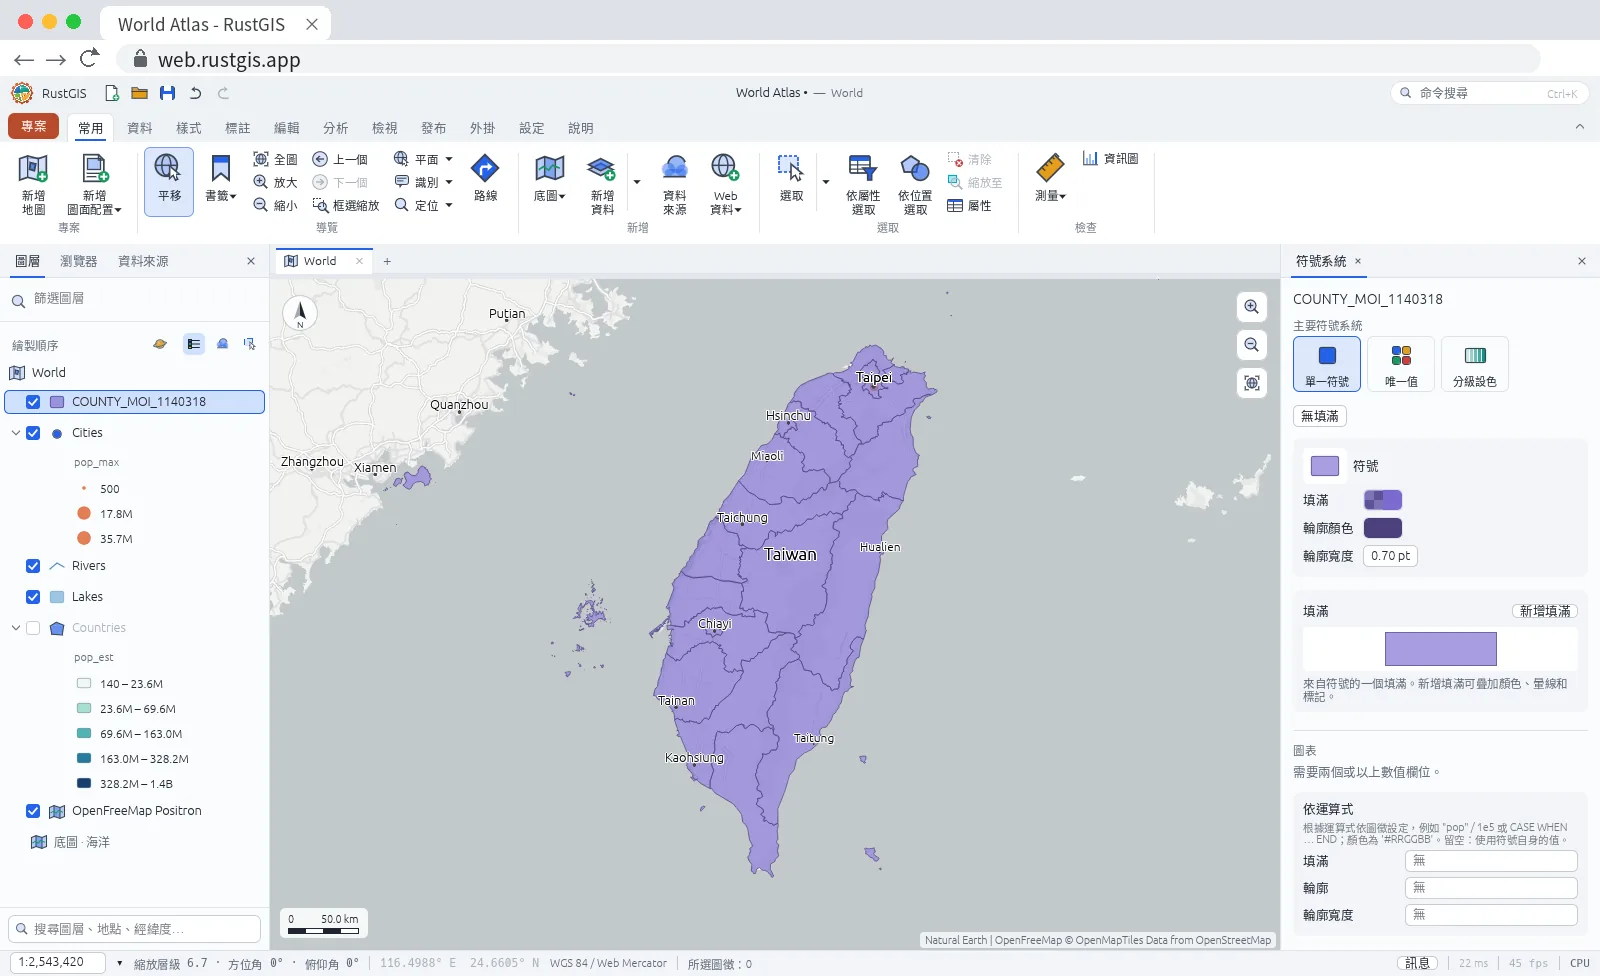 World Atlas - RustGIS
web.rustgis.app
RustGIS
World Atlas • — World
命令搜尋 Ctrl+K
專案 常用 資料 樣式 標註 編輯 分析 檢視 發布 外掛 設定 說明
新增地圖
新增圖面配置
專案
平移
書籤
全圖
放大
縮小
上一個
下一個
框選縮放
平面
識別
定位
路線
導覽
底圖
新增資料
資料來源
Web資料
新增
選取
依屬性選取
依位置選取
清除
縮放至
屬性
選取
測量
資訊圖
檢查
圖層 瀏覽器 資料來源
篩選圖層
繪製順序
World
COUNTY_MOI_1140318
Cities
pop_max
500
17.8M
35.7M
Rivers
Lakes
Countries
pop_est
140 – 23.6M
23.6M – 69.6M
69.6M – 163.0M
163.0M – 328.2M
328.2M – 1.4B
OpenFreeMap Positron
底圖 · 海洋
搜尋圖層、地點、經緯度…
World
N
Putian
Quanzhou
Zhangzhou
Xiamen
Taipei
Hsinchu
Miaoli
Taichung
Taiwan
Hualien
Chiayi
Tainan
Taitung
Kaohsiung
0 50.0 km
Natural Earth | OpenFreeMap © OpenMapTiles Data from OpenStreetMap
符號系統
COUNTY_MOI_1140318
主要符號系統
單一符號 唯一值 分級設色
無填滿
符號
填滿
輪廓顏色
輪廓寬度 0.70 pt
填滿 新增填滿
來自符號的一個填滿。新增填滿可疊加顏色、暈線和
標記。
圖表
需要兩個或以上數值欄位。
依運算式
根據運算式依圖徵設定，例如 "pop" / 1e5 或 CASE WHEN
… END；顏色為 '#RRGGBB'。留空：使用符號自身的值。
填滿 無
輪廓 無
輪廓寬度 無
1:2,543,420 縮放層級 6.7 · 方位角 0° · 俯仰角 0° 116.4988° E 24.6605° N WGS 84 / Web Mercator 所選圖徵：0 訊息 22 ms 45 fps CPU